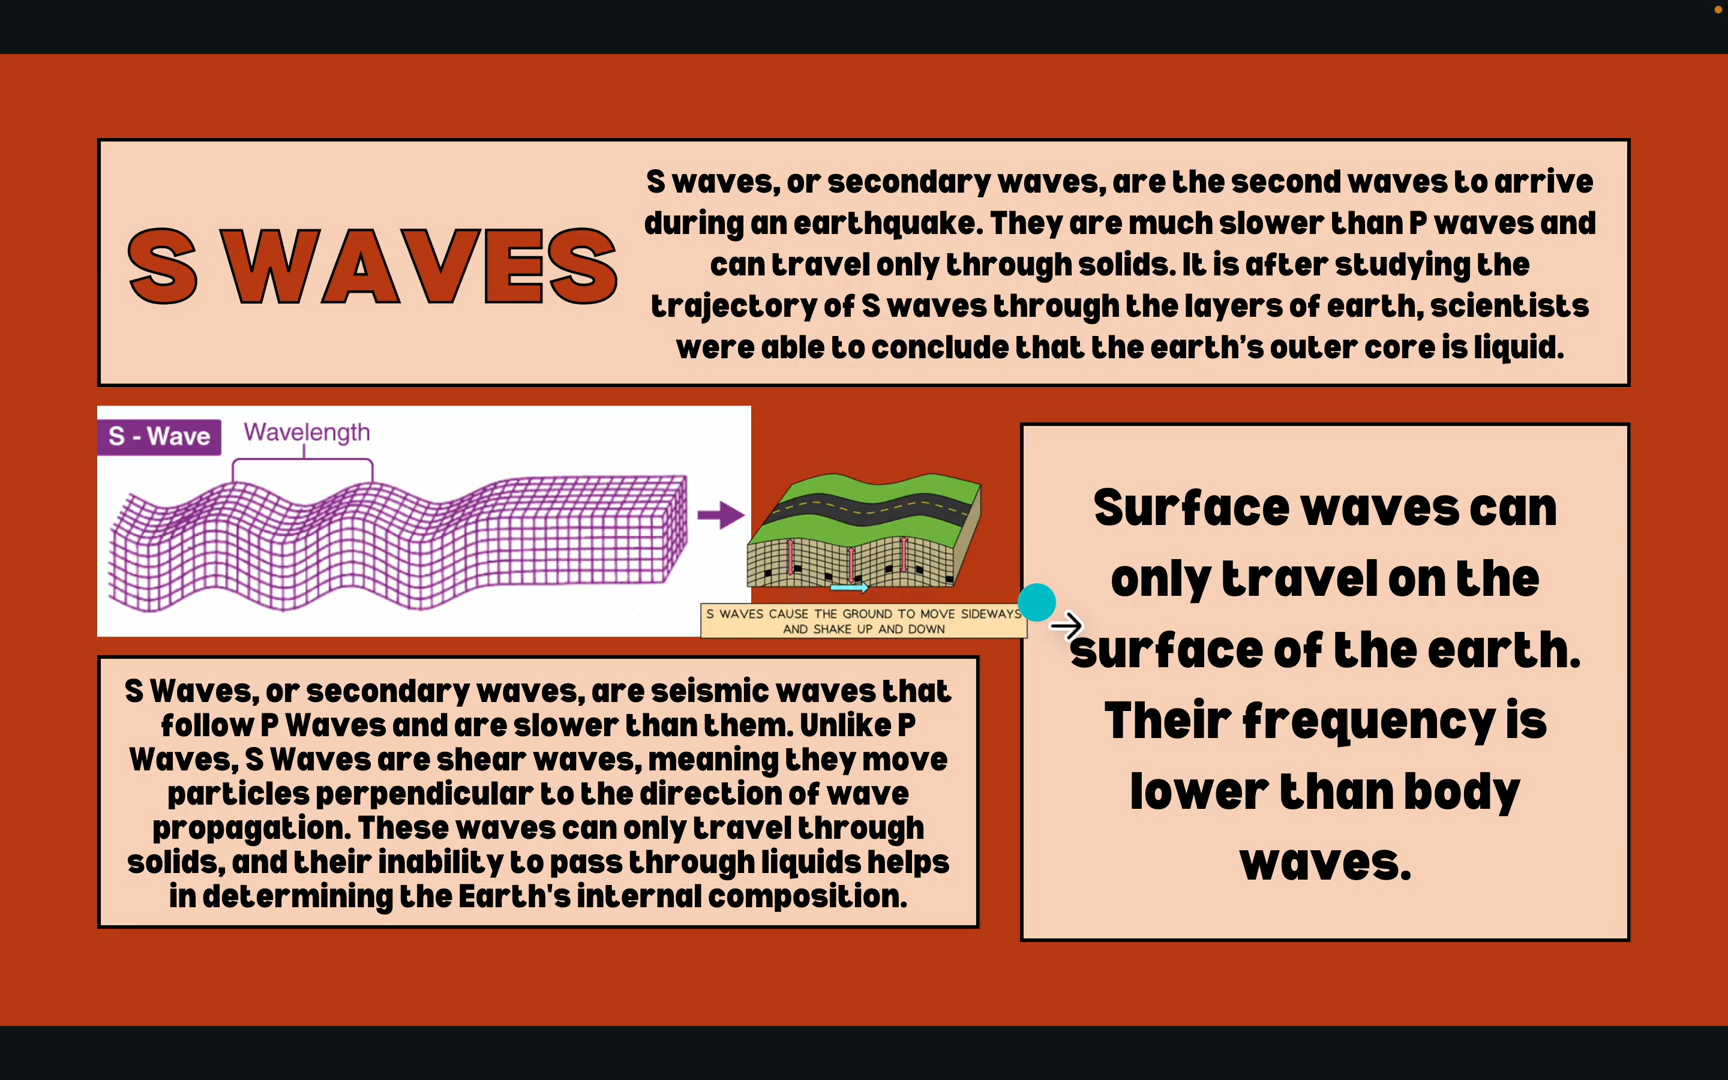 S WAVES
S waves, or secondary waves, are the second waves to arrive
during an earthquake. They are much slower than P waves and
can travel only through solids. It is after studying the
trajectory of S waves through the layers of earth, scientists
were able to conclude that the earth's outer core is liquid.
S - Wave
Wavelength
S WAVES CAUSE THE GROUND TO MOVE SIDEWAYS
AND SHAKE UP AND DOWN
S Waves, or secondary waves, are seismic waves that
follow P Waves and are slower than them. Unlike P
Waves, S Waves are shear waves, meaning they move
particles perpendicular to the direction of wave
propagation. These waves can only travel through
solids, and their inability to pass through liquids helps
in determining the Earth's internal composition.
Surface waves can
only travel on the
surface of the earth.
Their frequency is
lower than body
waves.